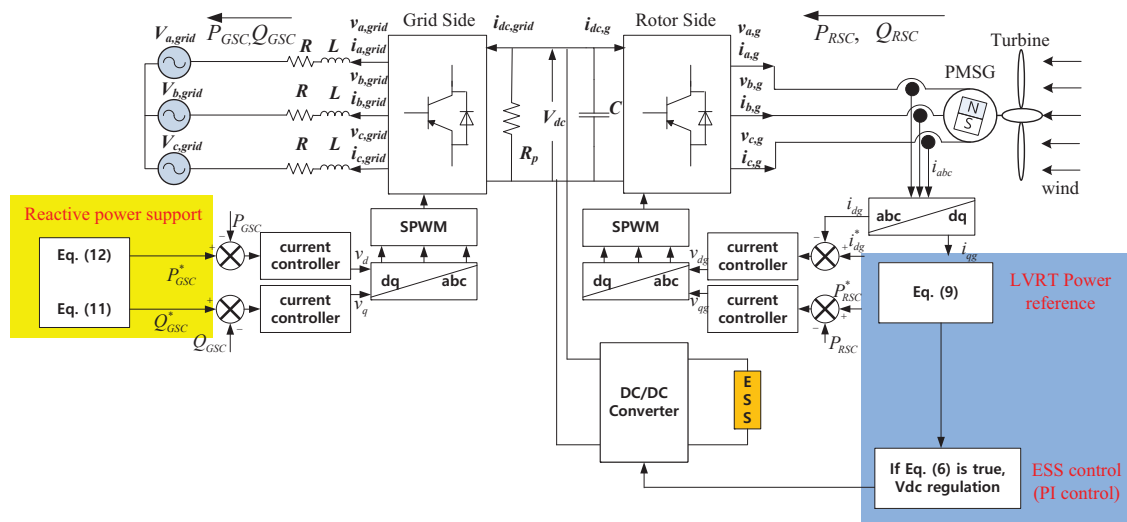 P_GSC, Q_GSC
Grid Side
Rotor Side
P_RSC, Q_RSC
Turbine
PMSG
N
S
wind
V_a,grid
V_b,grid
V_c,grid
R L
R L
R L
v_a,grid
i_a,grid
v_b,grid
i_b,grid
v_c,grid
i_c,grid
i_dc,grid
i_dc,g
R_p
V_dc
C
v_a,g
i_a,g
v_b,g
i_b,g
v_c,g
i_c,g
i_abc
abc
dq
i_dg
i*_dg
i_qg
Reactive power support
Eq. (12)
Eq. (11)
P*_GSC
Q*_GSC
P_GSC
Q_GSC
−
+
+
−
current
controller
current
controller
v_d
v_q
SPWM
dq
abc
SPWM
dq
abc
v_dg
v_qg
current
controller
current
controller
−
+
P*_RSC
+
−
P_RSC
Eq. (9)
LVRT Power
reference
DC/DC
Converter
E
S
S
If Eq. (6) is true,
Vdc regulation
ESS control
(PI control)